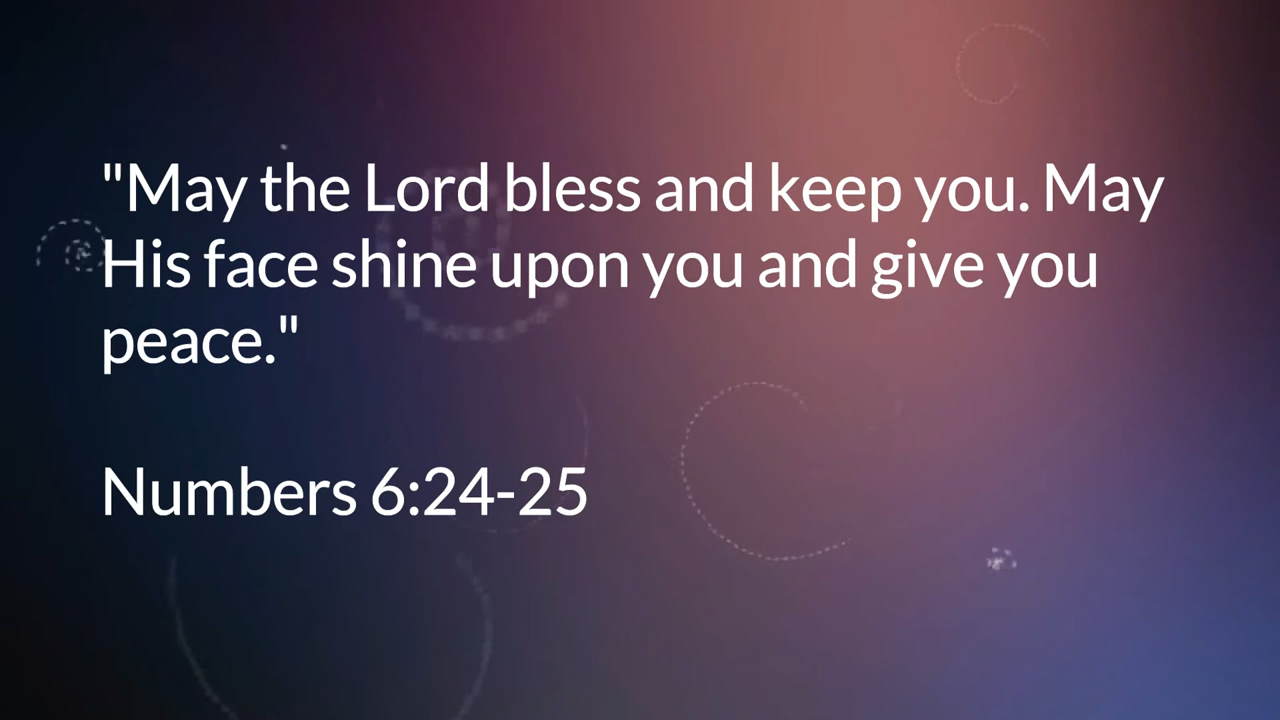 "May the Lord bless and keep you. May
His face shine upon you and give you
peace."
Numbers 6:24-25